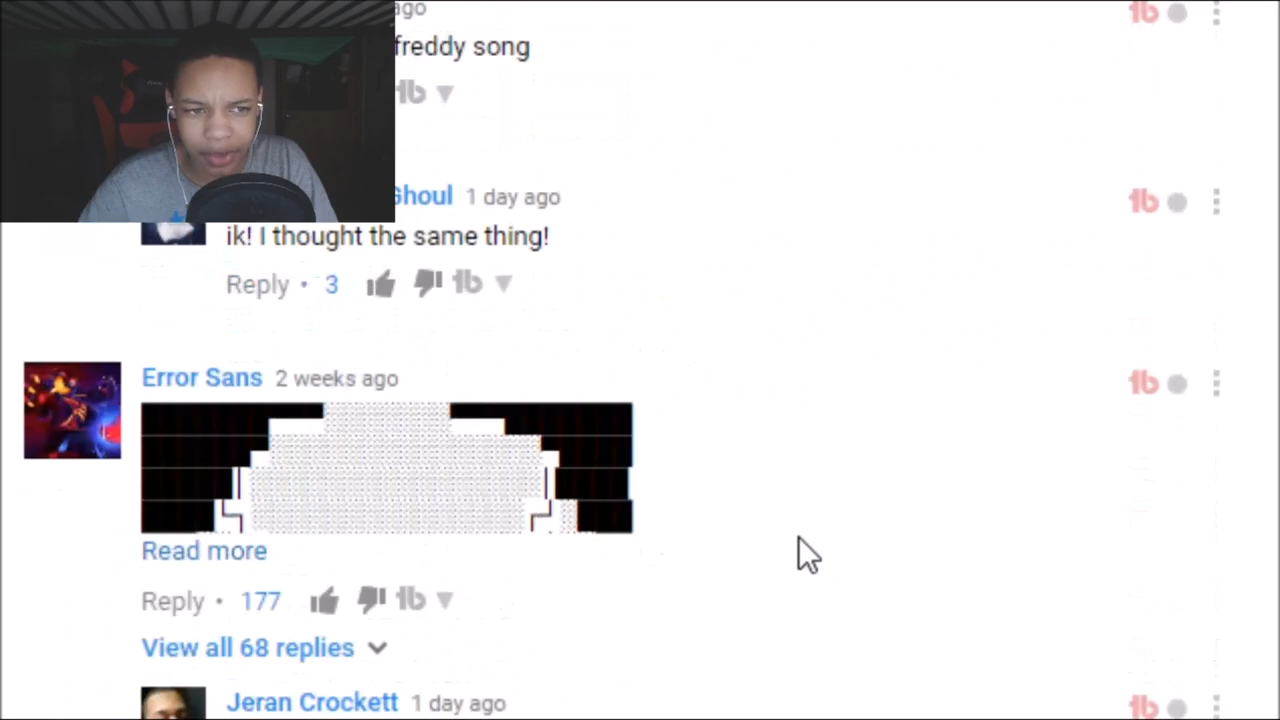 ago
freddy song
Ghoul 1 day ago
ik! I thought the same thing!
Reply • 3
Error Sans 2 weeks ago
Read more
Reply • 177
View all 68 replies
Jeran Crockett 1 day ago